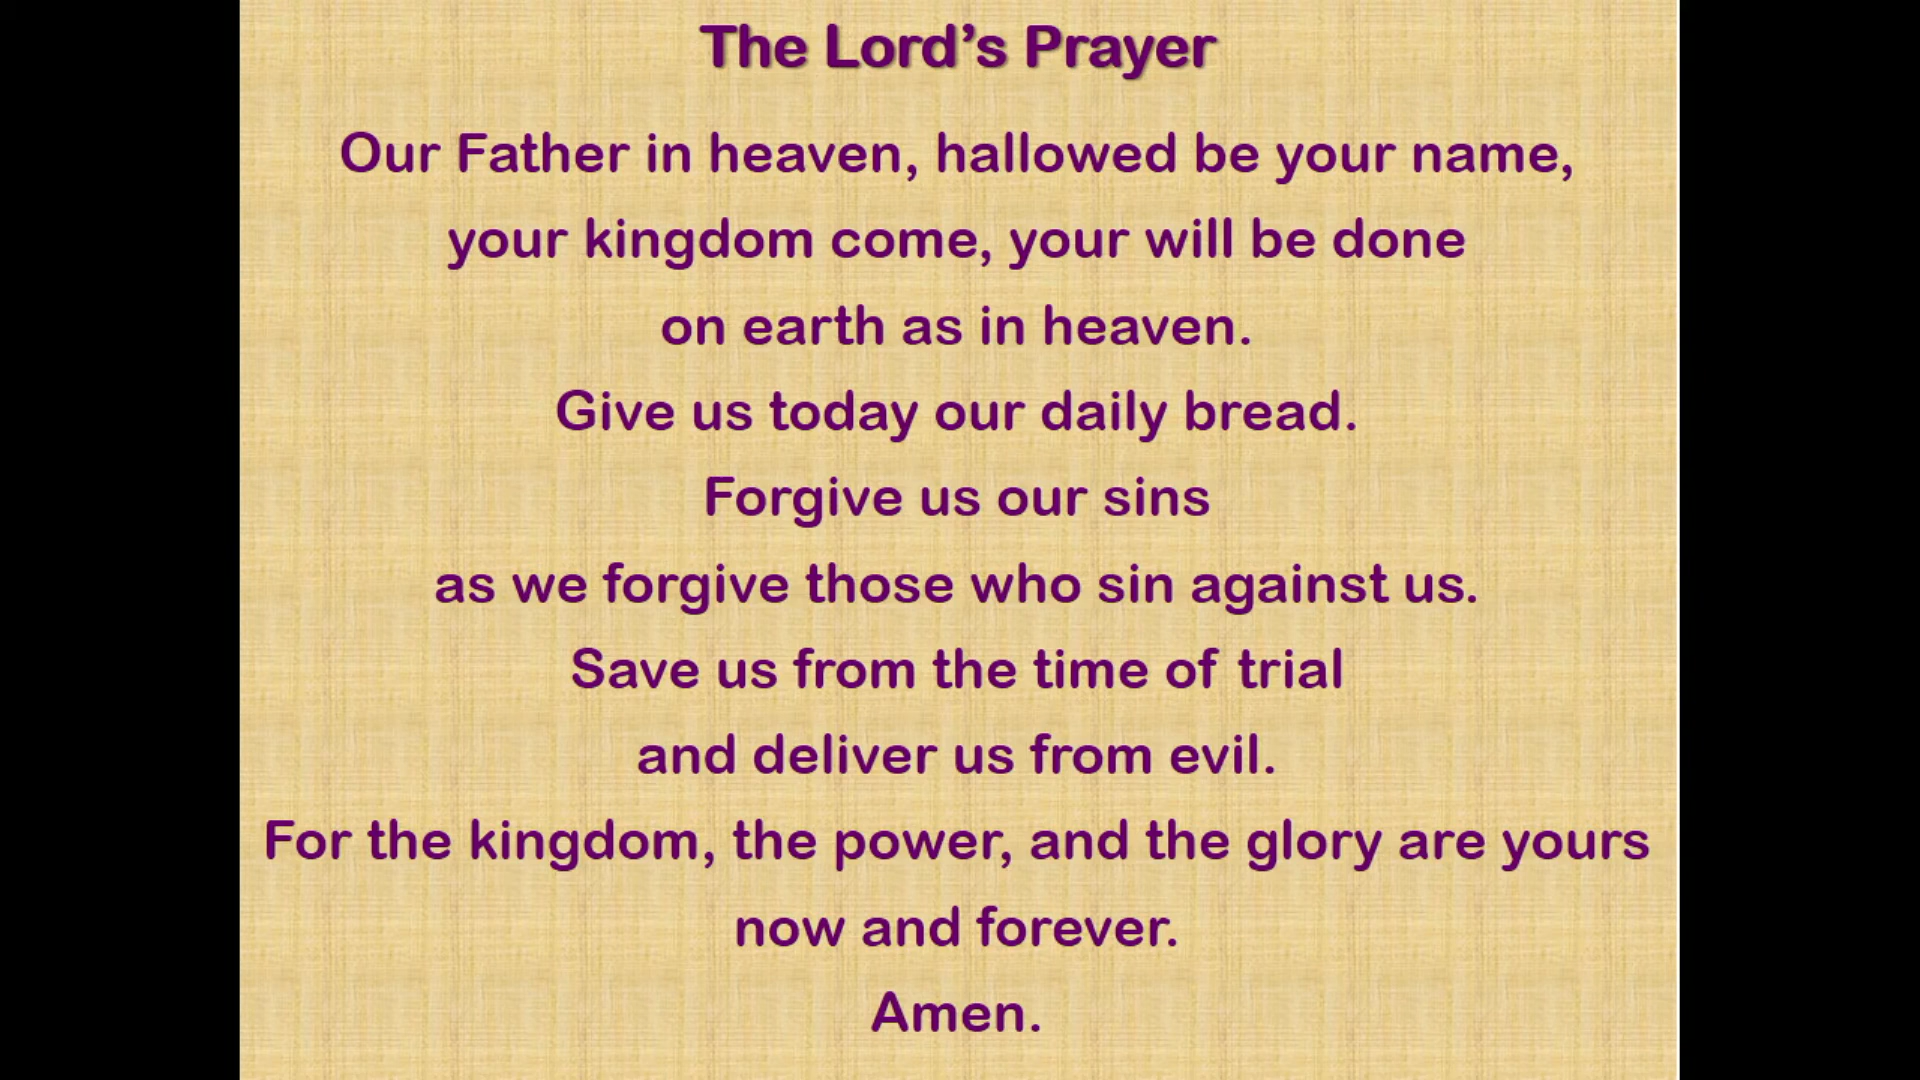 The Lord’s Prayer
Our Father in heaven, hallowed be your name,
your kingdom come, your will be done
on earth as in heaven.
Give us today our daily bread.
Forgive us our sins
as we forgive those who sin against us.
Save us from the time of trial
and deliver us from evil.
For the kingdom, the power, and the glory are yours
now and forever.
Amen.